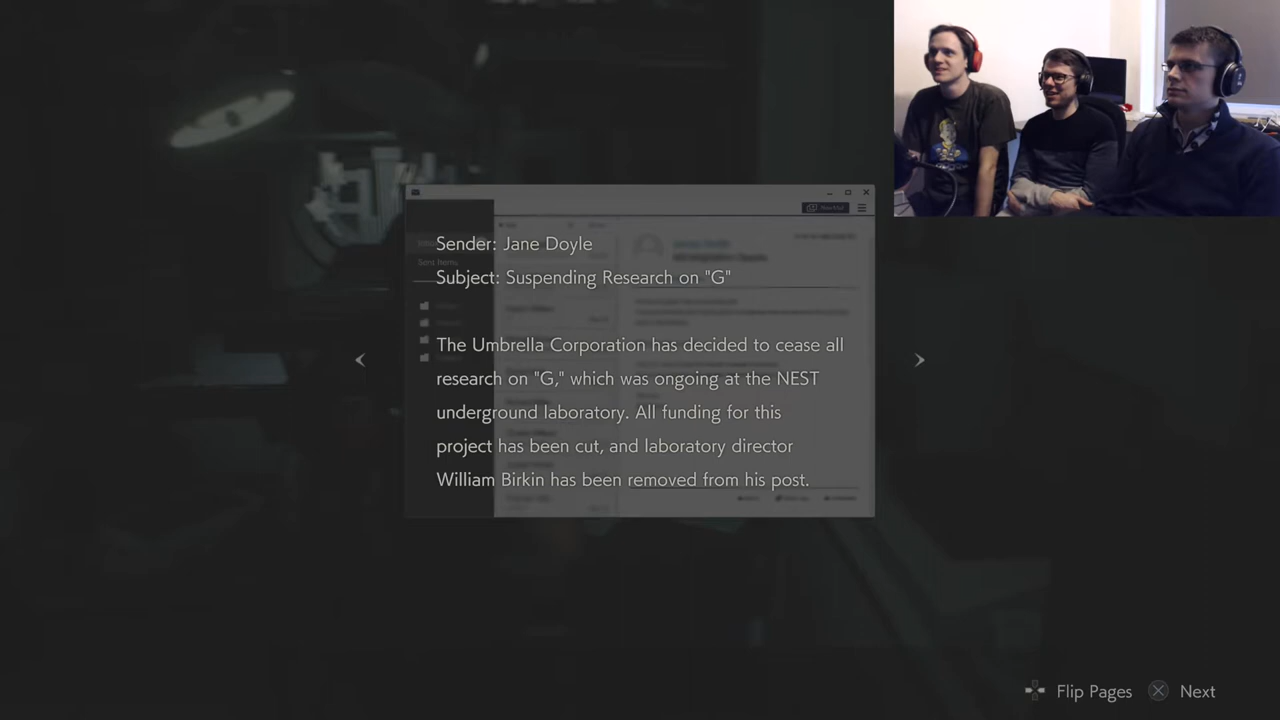 Sent Items
Sender: Jane Doyle
Subject: Suspending Research on "G"
The Umbrella Corporation has decided to cease all
research on "G," which was ongoing at the NEST
underground laboratory. All funding for this
project has been cut, and laboratory director
William Birkin has been removed from his post.
Flip Pages
Next